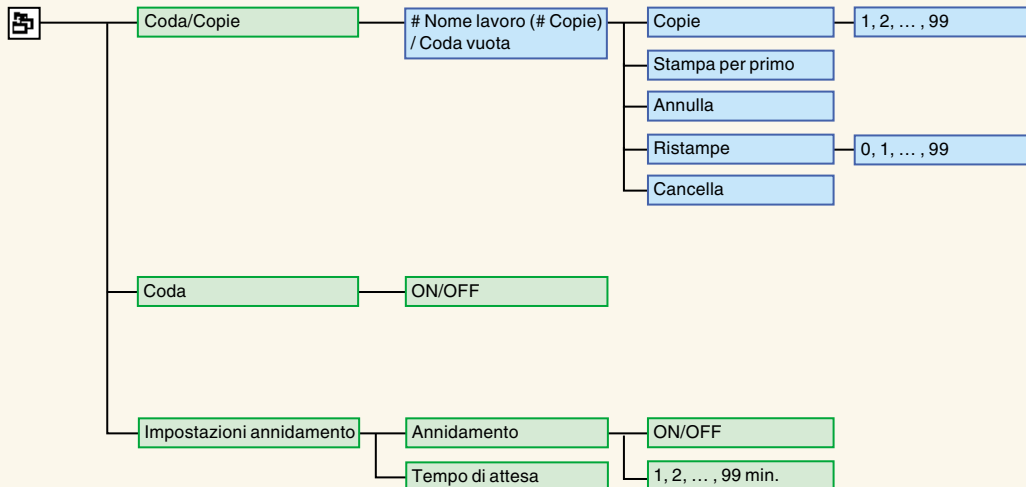 Coda/Copie
# Nome lavoro (# Copie)
/ Coda vuota
Copie
1, 2, … , 99
Stampa per primo
Annulla
Ristampe
0, 1, … , 99
Cancella
Coda
ON/OFF
Impostazioni annidamento
Annidamento
ON/OFF
Tempo di attesa
1, 2, … , 99 min.